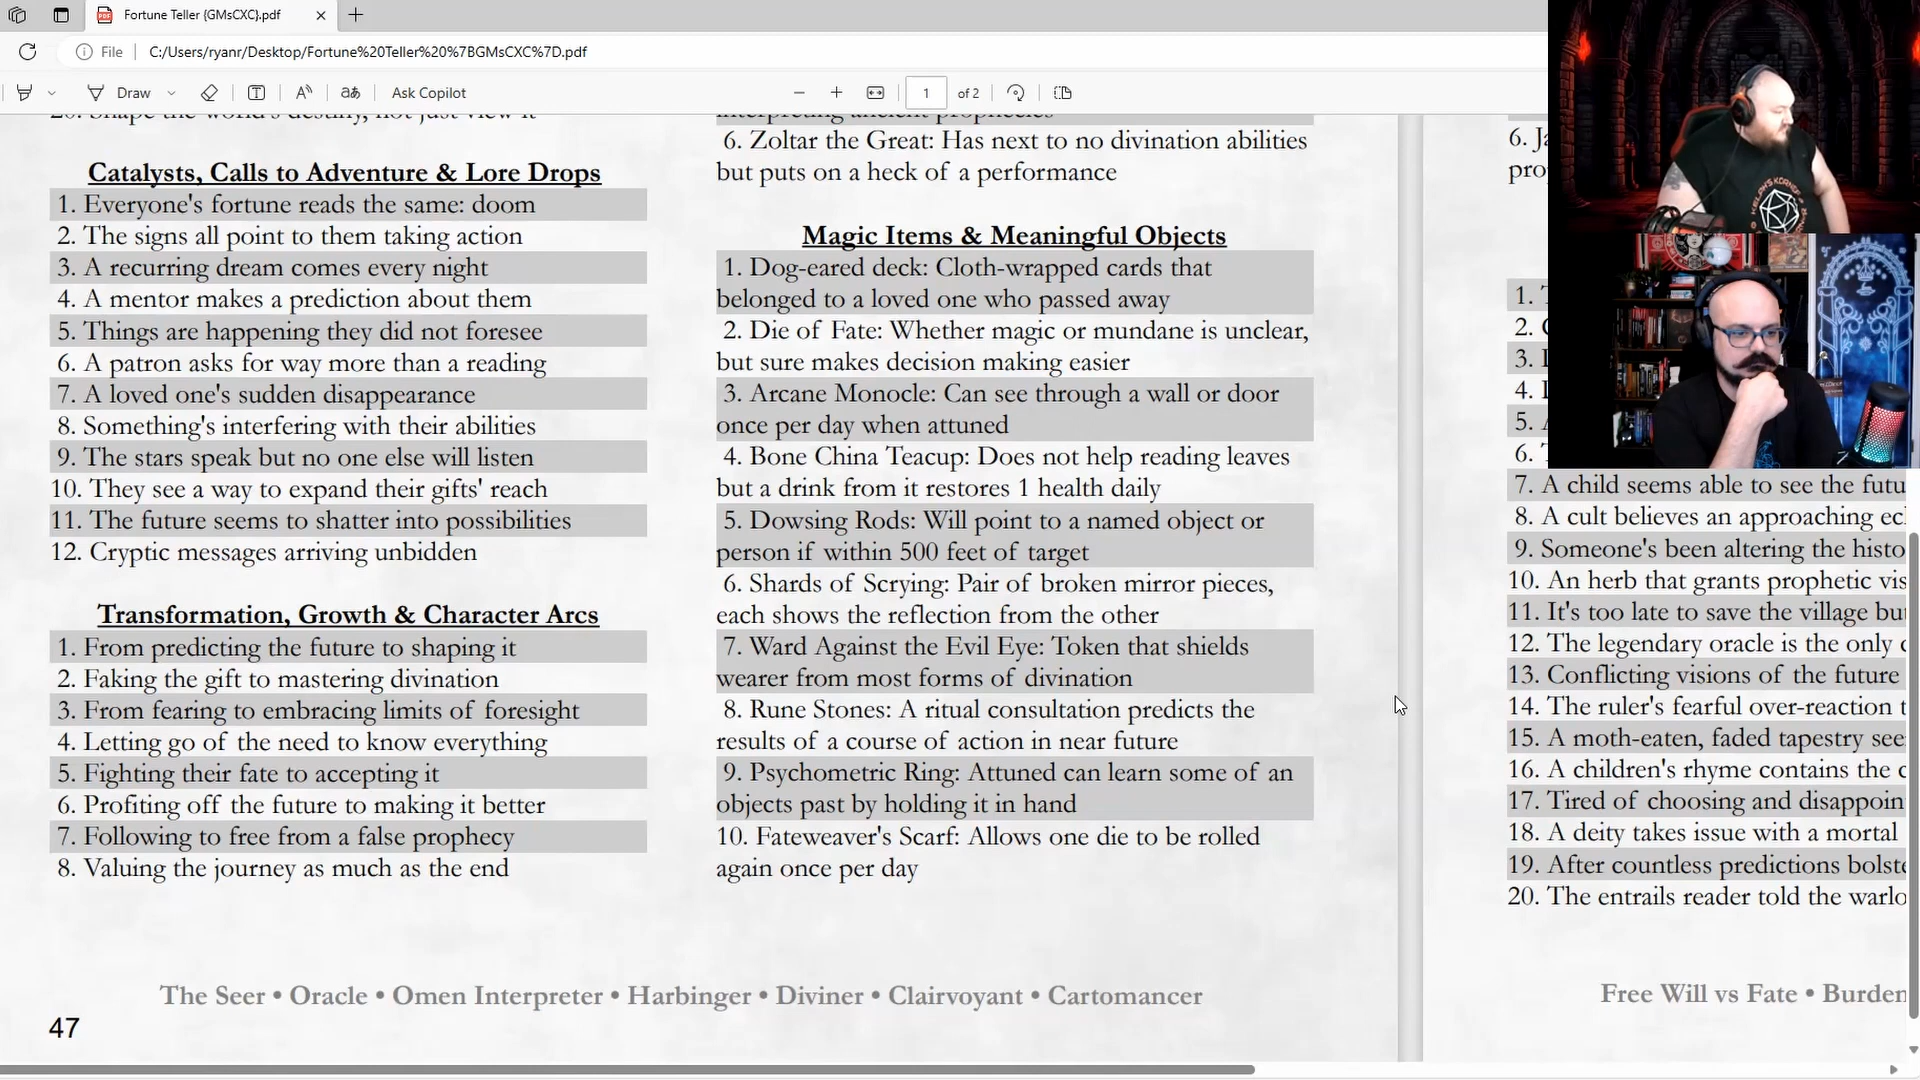 Fortune Teller {GMsCXC}.pdf
File
C:/Users/ryanr/Desktop/Fortune%20Teller%20%7BGMsCXC%7D.pdf
Draw
Ask Copilot
1 of 2
20. Shape the world's destiny, not just view it
Catalysts, Calls to Adventure & Lore Drops
1. Everyone's fortune reads the same: doom
2. The signs all point to them taking action
3. A recurring dream comes every night
4. A mentor makes a prediction about them
5. Things are happening they did not foresee
6. A patron asks for way more than a reading
7. A loved one's sudden disappearance
8. Something's interfering with their abilities
9. The stars speak but no one else will listen
10. They see a way to expand their gifts' reach
11. The future seems to shatter into possibilities
12. Cryptic messages arriving unbidden
Transformation, Growth & Character Arcs
1. From predicting the future to shaping it
2. Faking the gift to mastering divination
3. From fearing to embracing limits of foresight
4. Letting go of the need to know everything
5. Fighting their fate to accepting it
6. Profiting off the future to making it better
7. Following to free from a false prophecy
8. Valuing the journey as much as the end
interpreting ancient prophecies
6. Zoltar the Great: Has next to no divination abilities
but puts on a heck of a performance
Magic Items & Meaningful Objects
1. Dog-eared deck: Cloth-wrapped cards that
belonged to a loved one who passed away
2. Die of Fate: Whether magic or mundane is unclear,
but sure makes decision making easier
3. Arcane Monocle: Can see through a wall or door
once per day when attuned
4. Bone China Teacup: Does not help reading leaves
but a drink from it restores 1 health daily
5. Dowsing Rods: Will point to a named object or
person if within 500 feet of target
6. Shards of Scrying: Pair of broken mirror pieces,
each shows the reflection from the other
7. Ward Against the Evil Eye: Token that shields
wearer from most forms of divination
8. Rune Stones: A ritual consultation predicts the
results of a course of action in near future
9. Psychometric Ring: Attuned can learn some of an
objects past by holding it in hand
10. Fateweaver's Scarf: Allows one die to be rolled
again once per day
The Seer • Oracle • Omen Interpreter • Harbinger • Diviner • Clairvoyant • Cartomancer
47
6.
1.
2.
3.
4.
5.
6.
7. A child seems able to see the futu
8. A cult believes an approaching ec
9. Someone's been altering the histo
10. An herb that grants prophetic vis
11. It's too late to save the village bu
12. The legendary oracle is the only
13. Conflicting visions of the future
14. The ruler's fearful over-reaction
15. A moth-eaten, faded tapestry see
16. A children's rhyme contains the
17. Tired of choosing and disappoin
18. A deity takes issue with a mortal
19. After countless predictions bolst
20. The entrails reader told the warlo
Free Will vs Fate • Burden